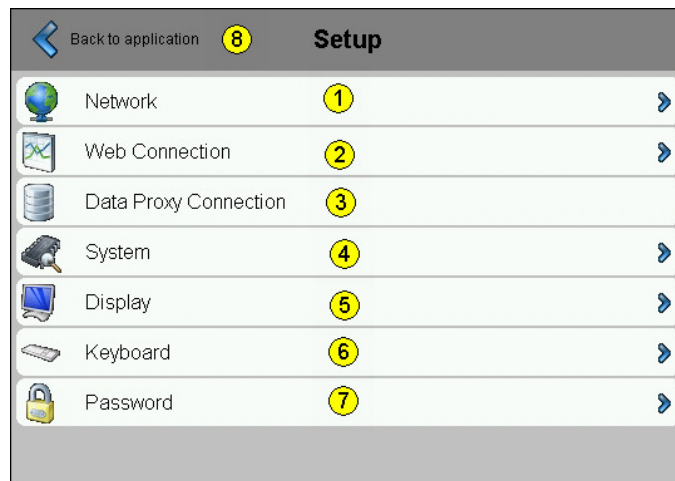 Back to application 8 Setup
Network 1
Web Connection 2
Data Proxy Connection 3
System 4
Display 5
Keyboard 6
Password 7